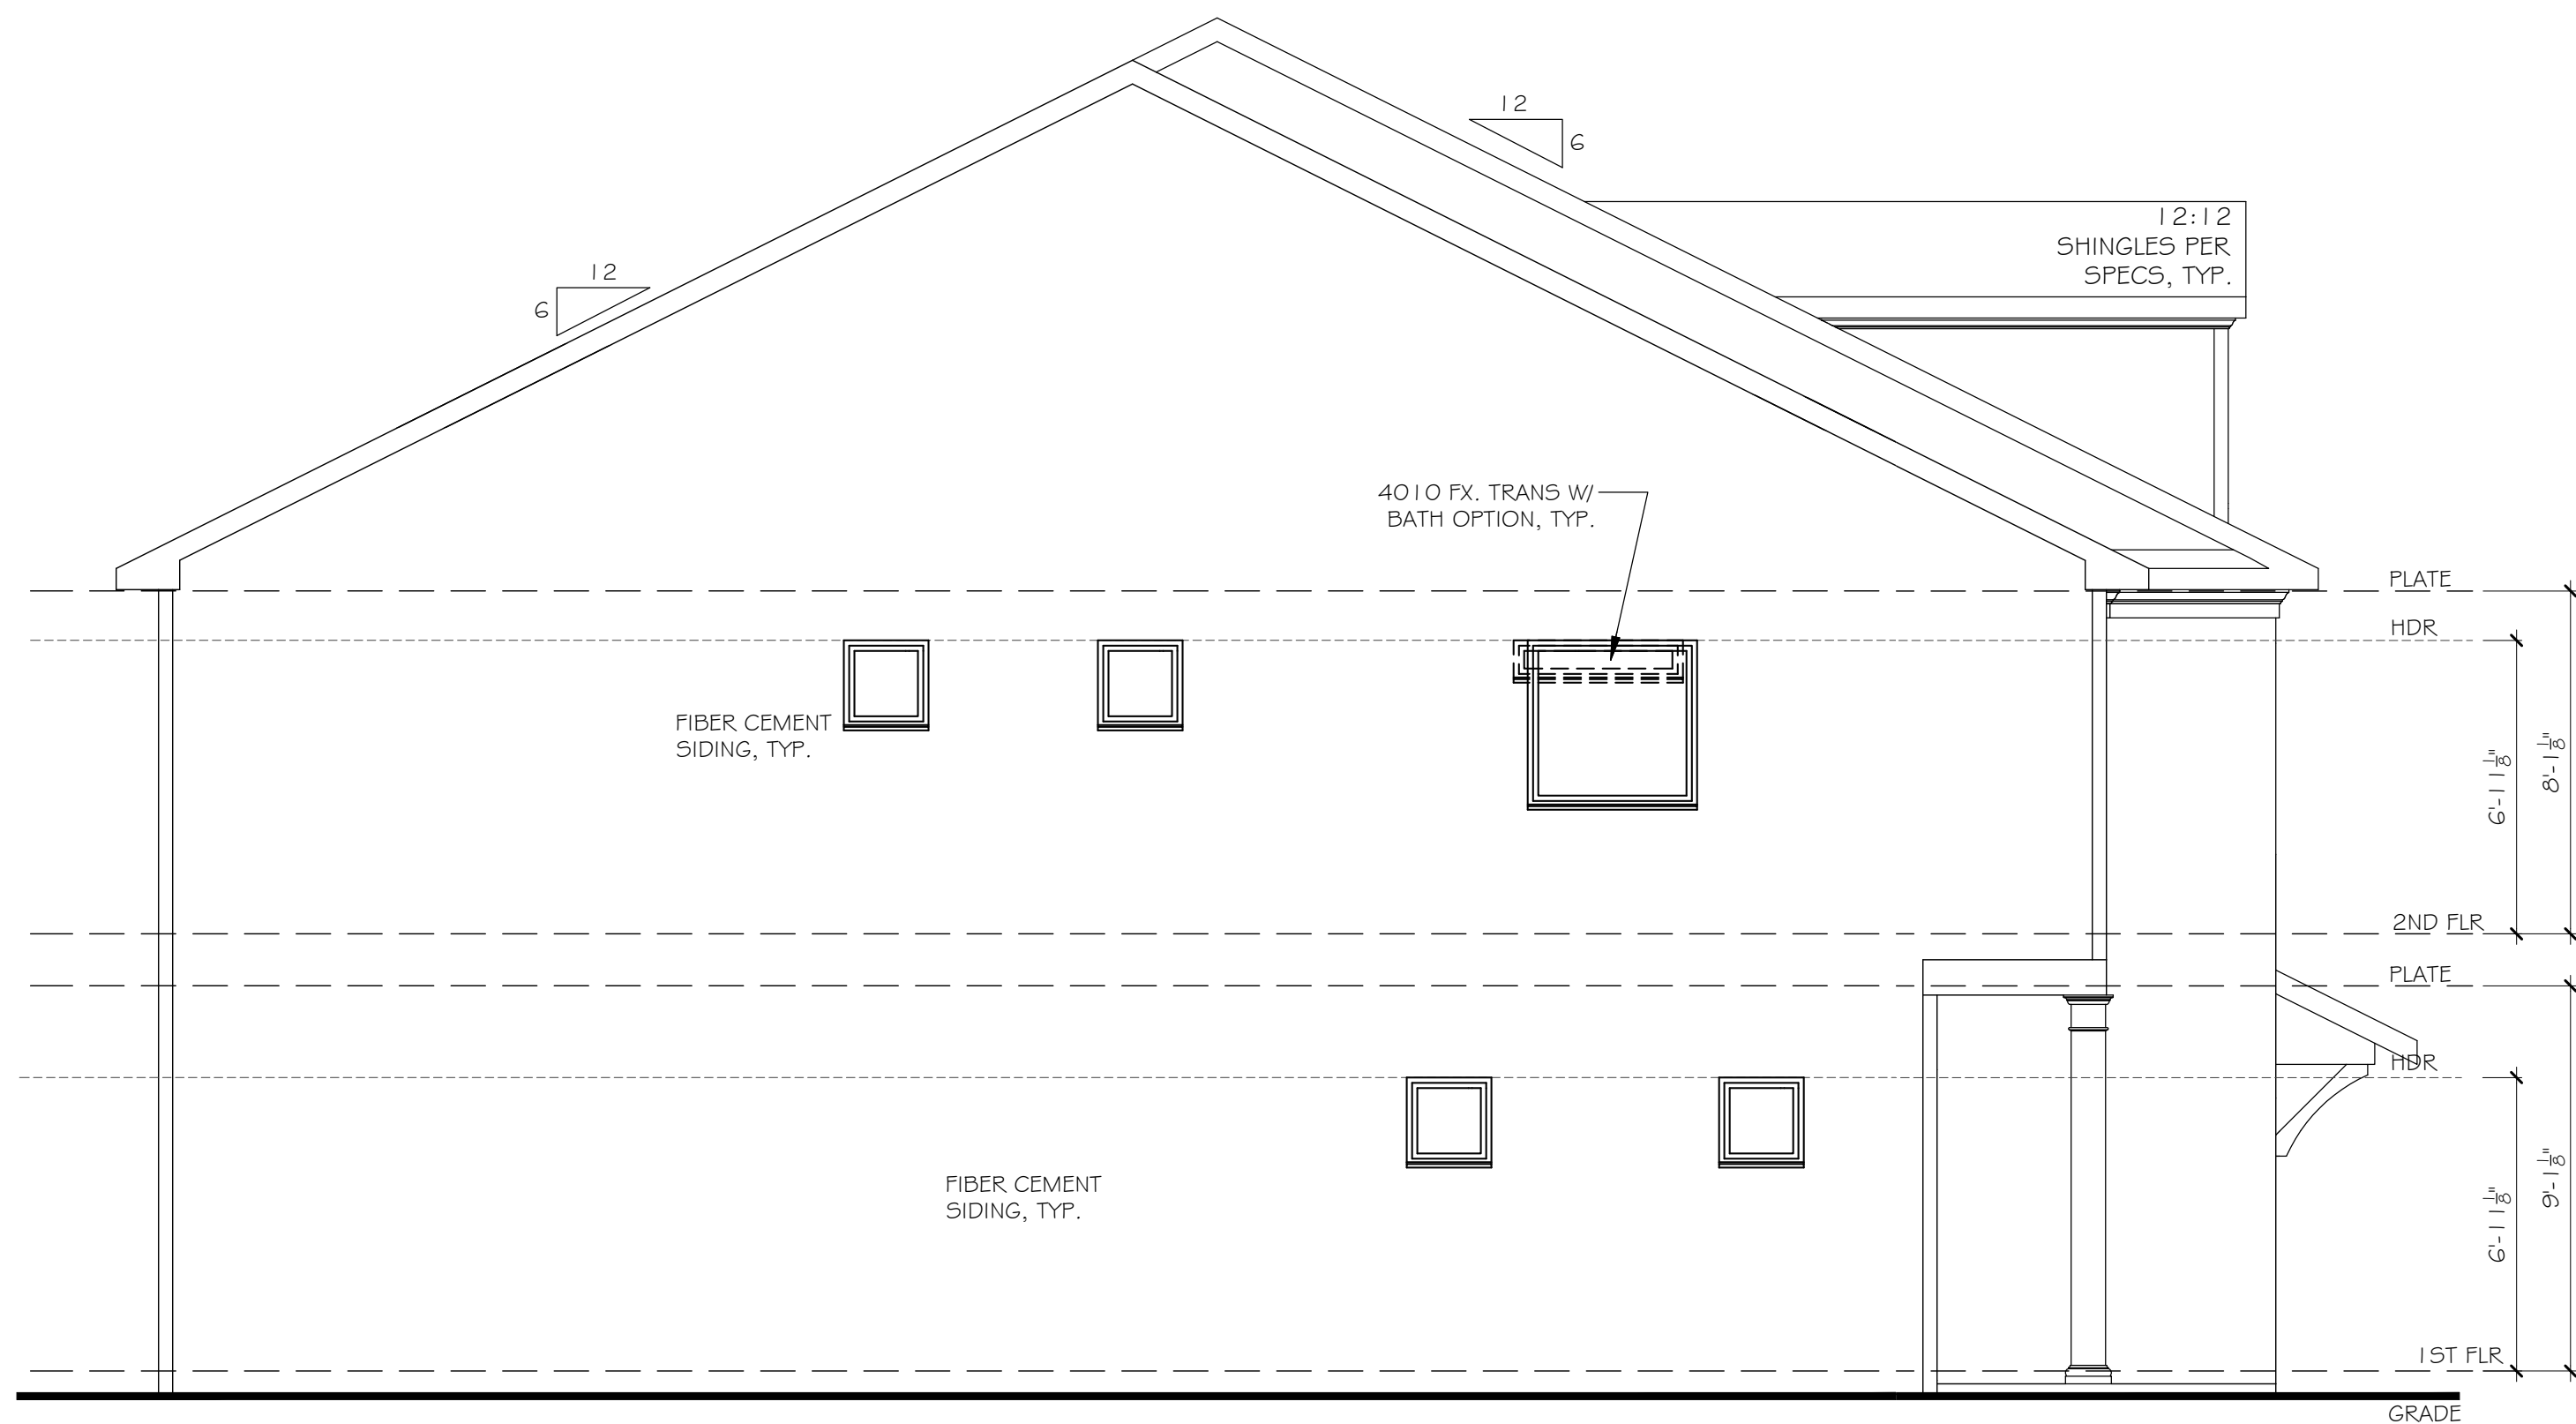 12
6
12:12
SHINGLES PER
SPECS, TYP.
12
6
4010 FX. TRANS W/
BATH OPTION, TYP.
PLATE
HDR
FIBER CEMENT
SIDING, TYP.
6'-11 1/8"
8'-1 1/8"
2ND FLR
PLATE
HDR
FIBER CEMENT
SIDING, TYP.
6'-11 1/8"
9'-1 1/8"
1ST FLR
GRADE